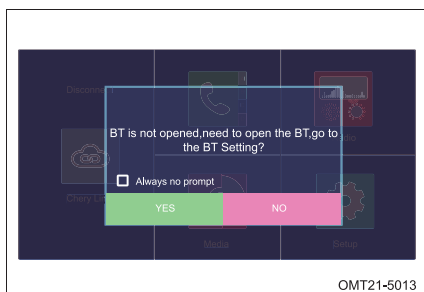 Disconnect
BT is not opened,need to open the BT,go to
the BT Setting?
Always no prompt
Chery L
YES
NO
Media
Setup
OMT21-5013